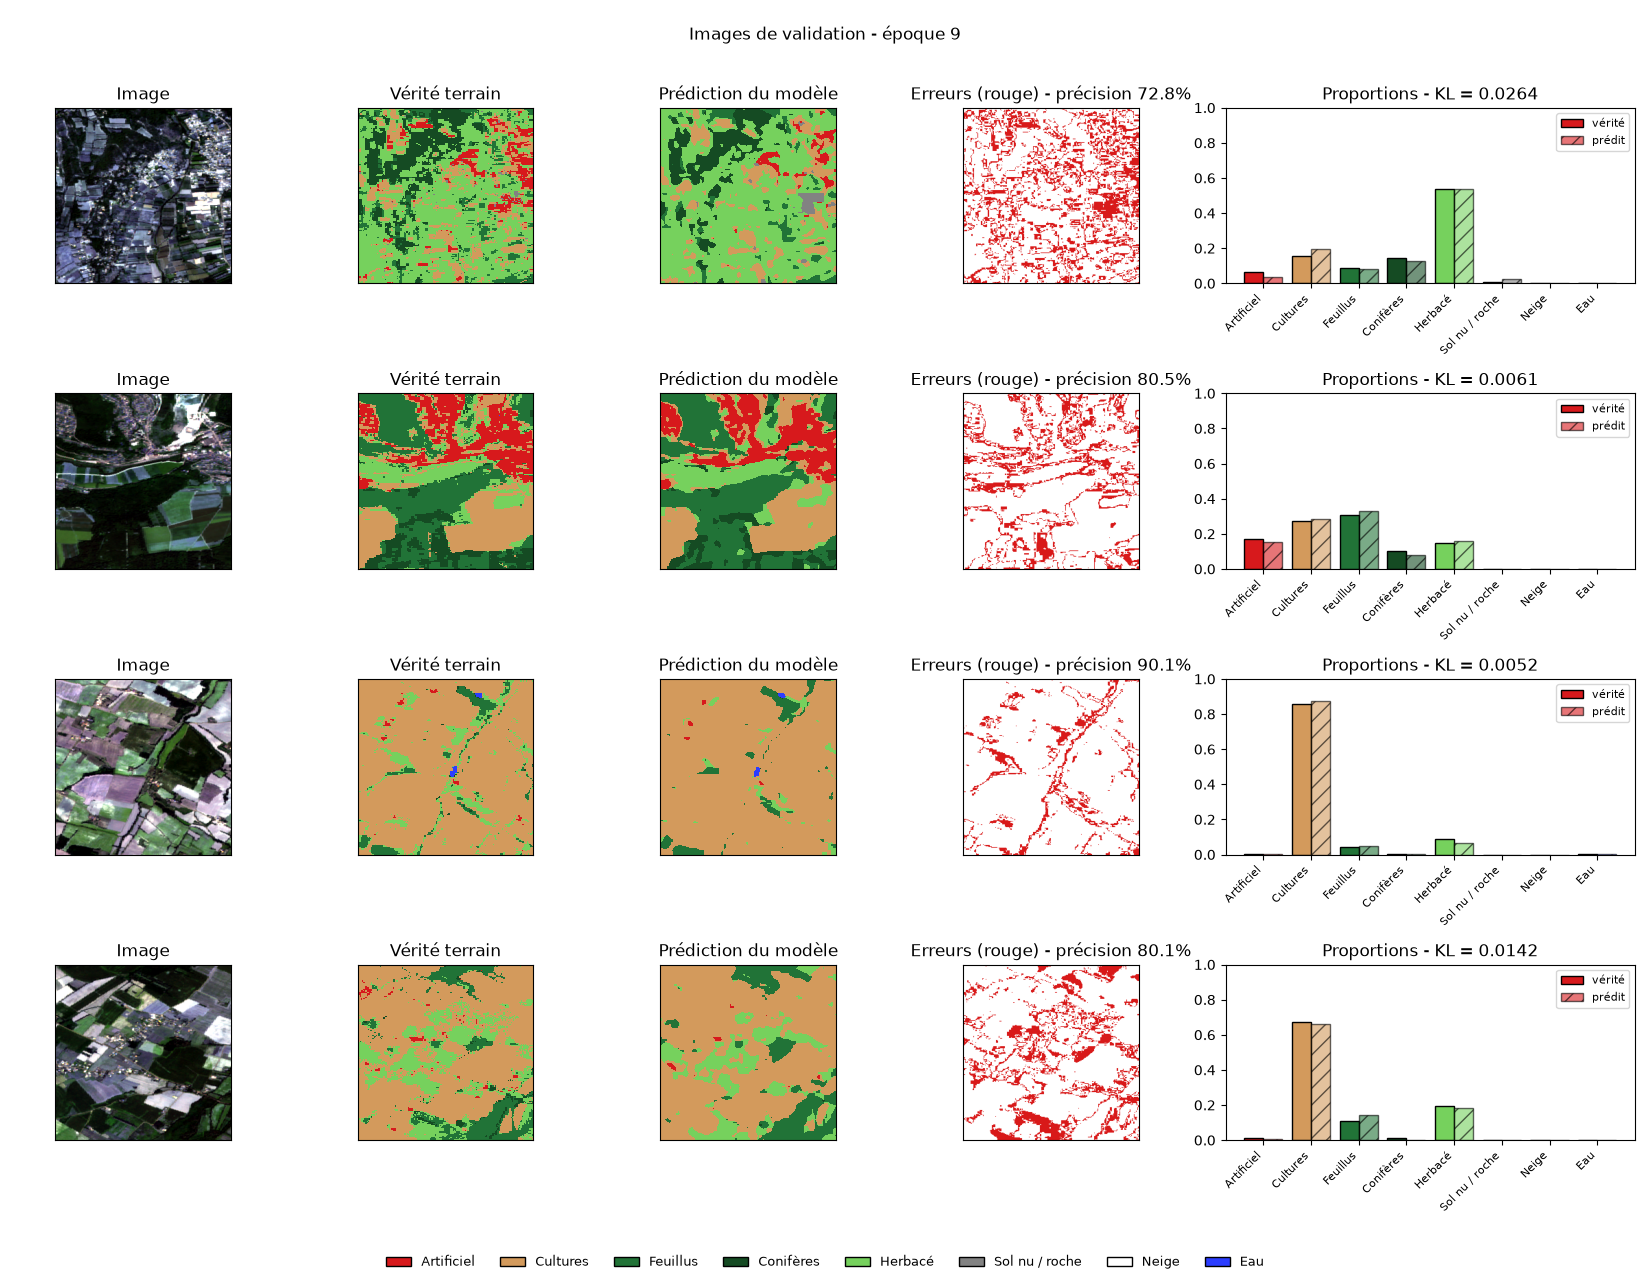 Images de validation - époque 9
Image
Vérité terrain
Prédiction du modèle
Erreurs (rouge) - précision 72.8%
Proportions - KL = 0.0264
1.0
0.8
0.6
0.4
0.2
0.0
vérité
prédit
Artificiel
Cultures
Feuillus
Conifères
Herbacé
Sol nu / roche
Neige
Eau
Image
Vérité terrain
Prédiction du modèle
Erreurs (rouge) - précision 80.5%
Proportions - KL = 0.0061
1.0
0.8
0.6
0.4
0.2
0.0
vérité
prédit
Artificiel
Cultures
Feuillus
Conifères
Herbacé
Sol nu / roche
Neige
Eau
Image
Vérité terrain
Prédiction du modèle
Erreurs (rouge) - précision 90.1%
Proportions - KL = 0.0052
1.0
0.8
0.6
0.4
0.2
0.0
vérité
prédit
Artificiel
Cultures
Feuillus
Conifères
Herbacé
Sol nu / roche
Neige
Eau
Image
Vérité terrain
Prédiction du modèle
Erreurs (rouge) - précision 80.1%
Proportions - KL = 0.0142
1.0
0.8
0.6
0.4
0.2
0.0
vérité
prédit
Artificiel
Cultures
Feuillus
Conifères
Herbacé
Sol nu / roche
Neige
Eau
Artificiel Cultures Feuillus Conifères Herbacé Sol nu / roche Neige Eau